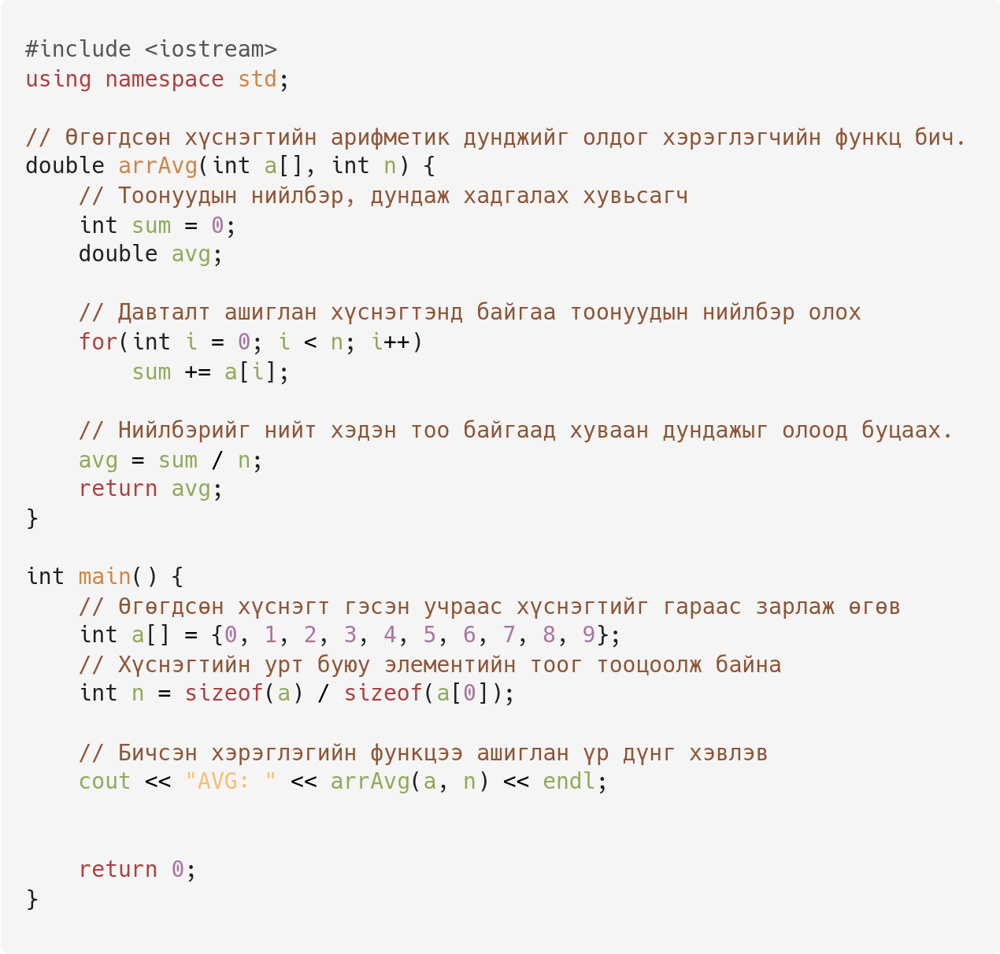 #include <iostream>
using namespace std;
// Өгөгдсөн хүснэгтийн арифметик дунджийг олдог хэрэглэгчийн функц бич.
double arrAvg(int a[], int n) {
    // Тоонуудын нийлбэр, дундаж хадгалах хувьсагч
    int sum = 0;
    double avg;
    // Давталт ашиглан хүснэгтэнд байгаа тоонуудын нийлбэр олох
    for(int i = 0; i < n; i++)
        sum += a[i];
    // Нийлбэрийг нийт хэдэн тоо байгаад хуваан дундажыг олоод буцаах.
    avg = sum / n;
    return avg;
}
int main() {
    // Өгөгдсөн хүснэгт гэсэн учраас хүснэгтийг гараас зарлаж өгөв
    int a[] = {0, 1, 2, 3, 4, 5, 6, 7, 8, 9};
    // Хүснэгтийн урт буюу элементийн тоог тооцоолж байна
    int n = sizeof(a) / sizeof(a[0]);
    // Бичсэн хэрэглэгийн функцээ ашиглан үр дүнг хэвлэв
    cout << "AVG: " << arrAvg(a, n) << endl;
    return 0;
}